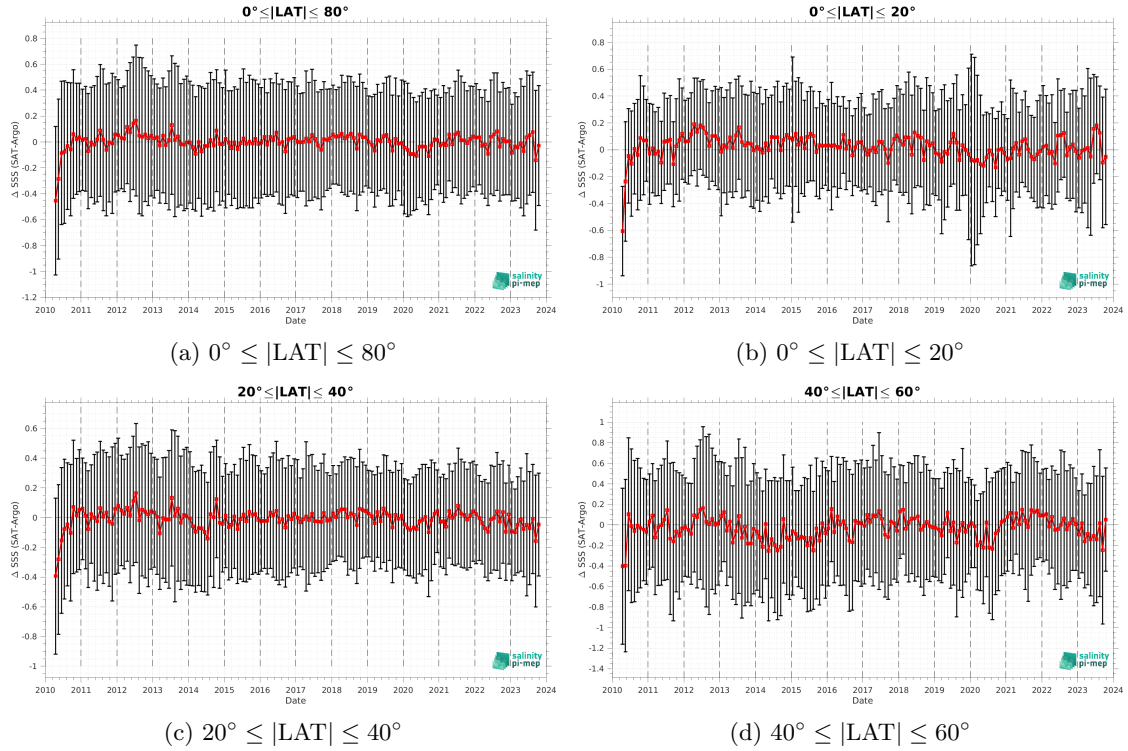 0°≤|LAT|≤ 80°
Δ SSS (SAT-Argo)
0.8
0.6
0.4
0.2
0
-0.2
-0.4
-0.6
-0.8
-1
-1.2
2010 2011 2012 2013 2014 2015 2016 2017 2018 2019 2020 2021 2022 2023 2024
Date
salinity
pi-mep
(a) 0° ≤ |LAT| ≤ 80°
0°≤|LAT|≤ 20°
Δ SSS (SAT-Argo)
0.8
0.6
0.4
0.2
0
-0.2
-0.4
-0.6
-0.8
-1
2010 2011 2012 2013 2014 2015 2016 2017 2018 2019 2020 2021 2022 2023 2024
Date
salinity
pi-mep
(b) 0° ≤ |LAT| ≤ 20°
20°≤|LAT|≤ 40°
Δ SSS (SAT-Argo)
0.6
0.4
0.2
0
-0.2
-0.4
-0.6
-0.8
-1
2010 2011 2012 2013 2014 2015 2016 2017 2018 2019 2020 2021 2022 2023 2024
Date
salinity
pi-mep
(c) 20° ≤ |LAT| ≤ 40°
40°≤|LAT|≤ 60°
Δ SSS (SAT-Argo)
1
0.8
0.6
0.4
0.2
0
-0.2
-0.4
-0.6
-0.8
-1
-1.2
-1.4
2010 2011 2012 2013 2014 2015 2016 2017 2018 2019 2020 2021 2022 2023 2024
Date
salinity
pi-mep
(d) 40° ≤ |LAT| ≤ 60°